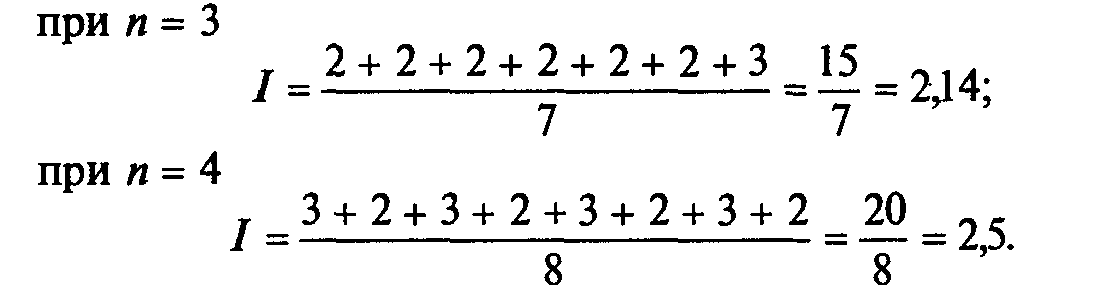 при n = 3
I = (2 + 2 + 2 + 2 + 2 + 2 + 3)/7 = 15/7 = 2,14;
при n = 4
I = (3 + 2 + 3 + 2 + 3 + 2 + 3 + 2)/8 = 20/8 = 2,5.